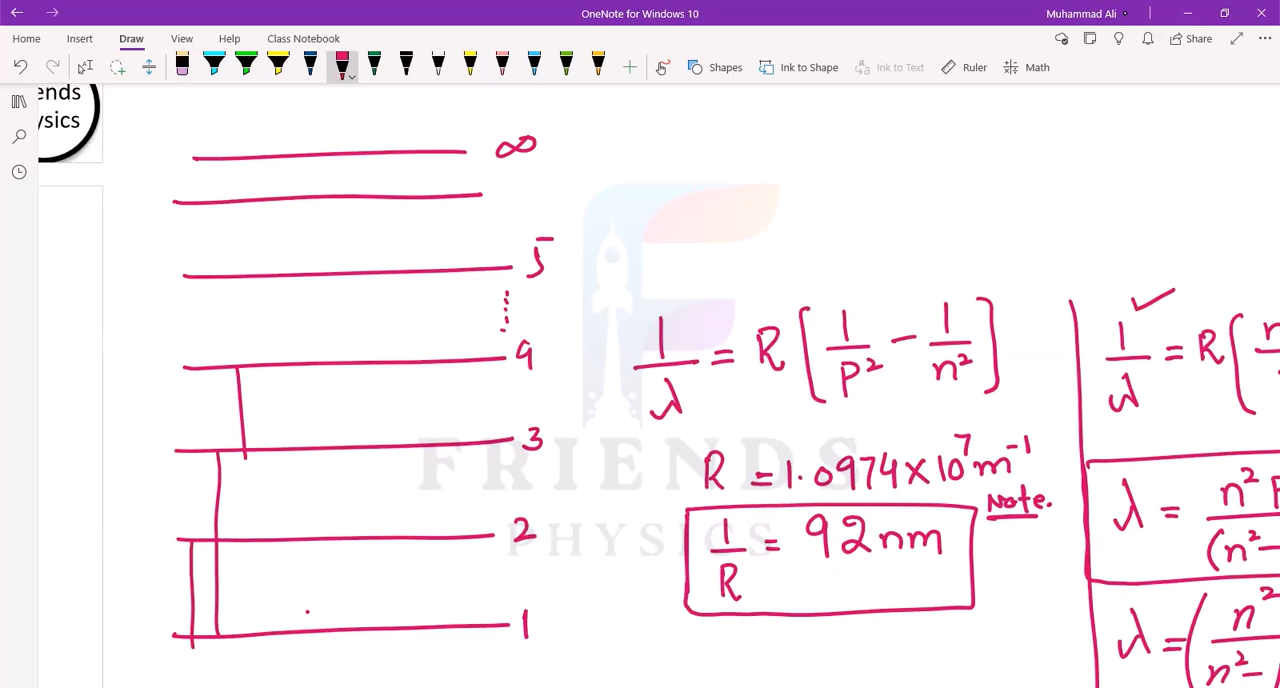 OneNote for Windows 10
Muhammad Ali
Home Insert Draw View Help Class Notebook
Share
Shapes Ink to Shape Ink to Text Ruler Math
ends
ysics
∞
5
4
3
2
1
1/λ = R[1/P² − 1/n²]
R = 1.0974 × 10⁷ m⁻¹
Note.
1/R = 92 nm
1/λ = R(
λ = n²
(n² −
λ = (n²
n² −
FRIENDS
PHYSICS